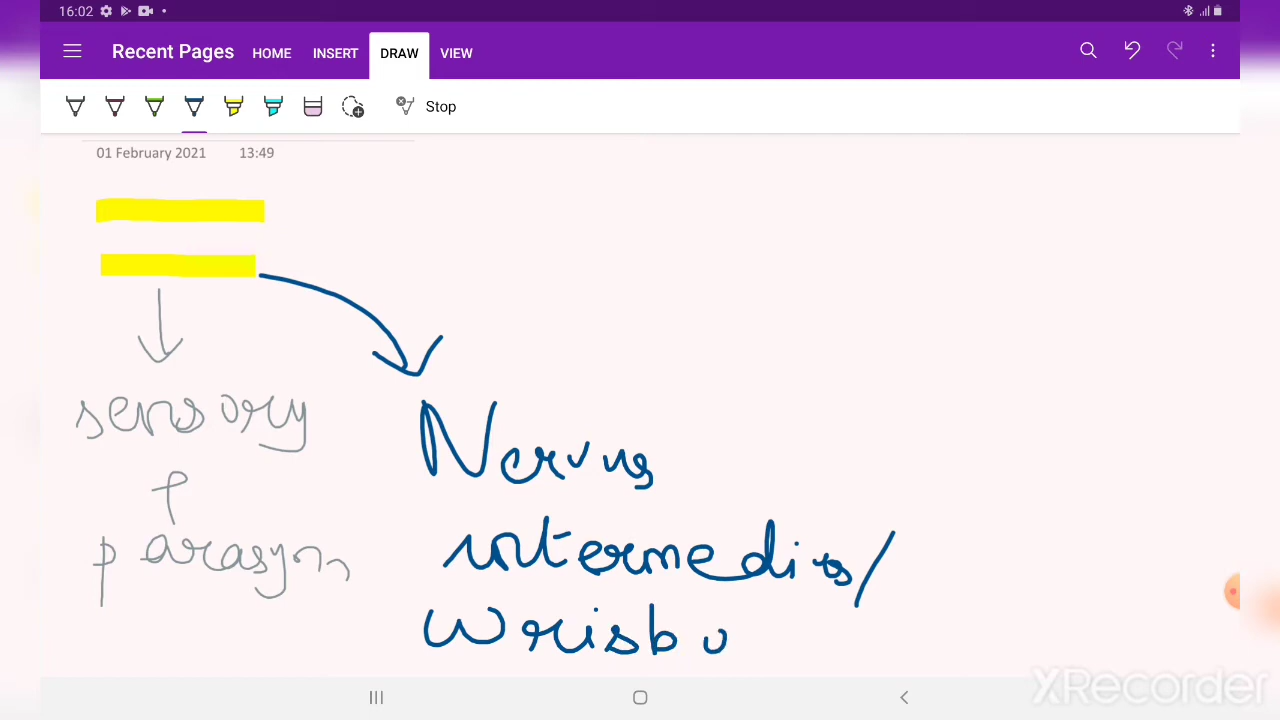 16:02
Recent Pages HOME INSERT DRAW VIEW
Stop
01 February 2021 13:49
sensory
+
parasym
Nervus
intermedius/
Wrisbu
XRecorder